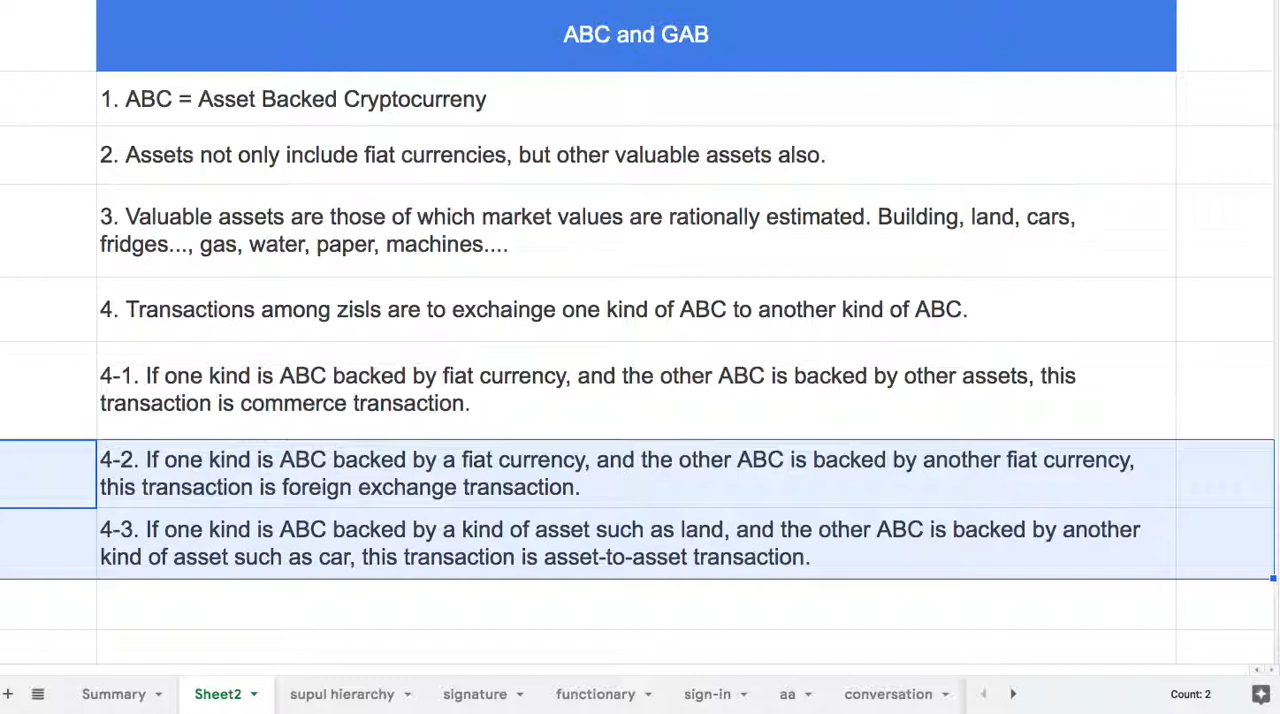 ABC and GAB
1. ABC = Asset Backed Cryptocurreny
2. Assets not only include fiat currencies, but other valuable assets also.
3. Valuable assets are those of which market values are rationally estimated. Building, land, cars,
fridges..., gas, water, paper, machines....
4. Transactions among zisls are to exchainge one kind of ABC to another kind of ABC.
4-1. If one kind is ABC backed by fiat currency, and the other ABC is backed by other assets, this
transaction is commerce transaction.
4-2. If one kind is ABC backed by a fiat currency, and the other ABC is backed by another fiat currency,
this transaction is foreign exchange transaction.
4-3. If one kind is ABC backed by a kind of asset such as land, and the other ABC is backed by another
kind of asset such as car, this transaction is asset-to-asset transaction.
Summary Sheet2 supul hierarchy signature functionary sign-in aa conversation Count: 2